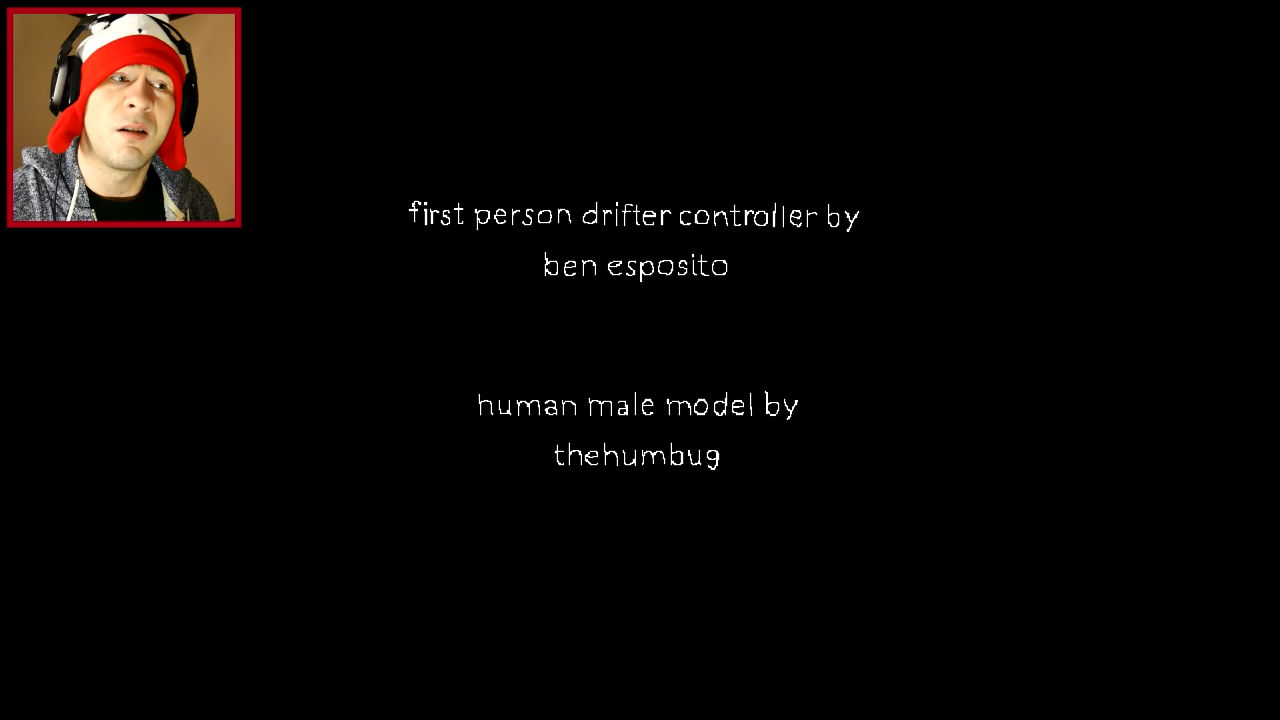 first person drifter controller by
ben esposito
human male model by
thehumbug